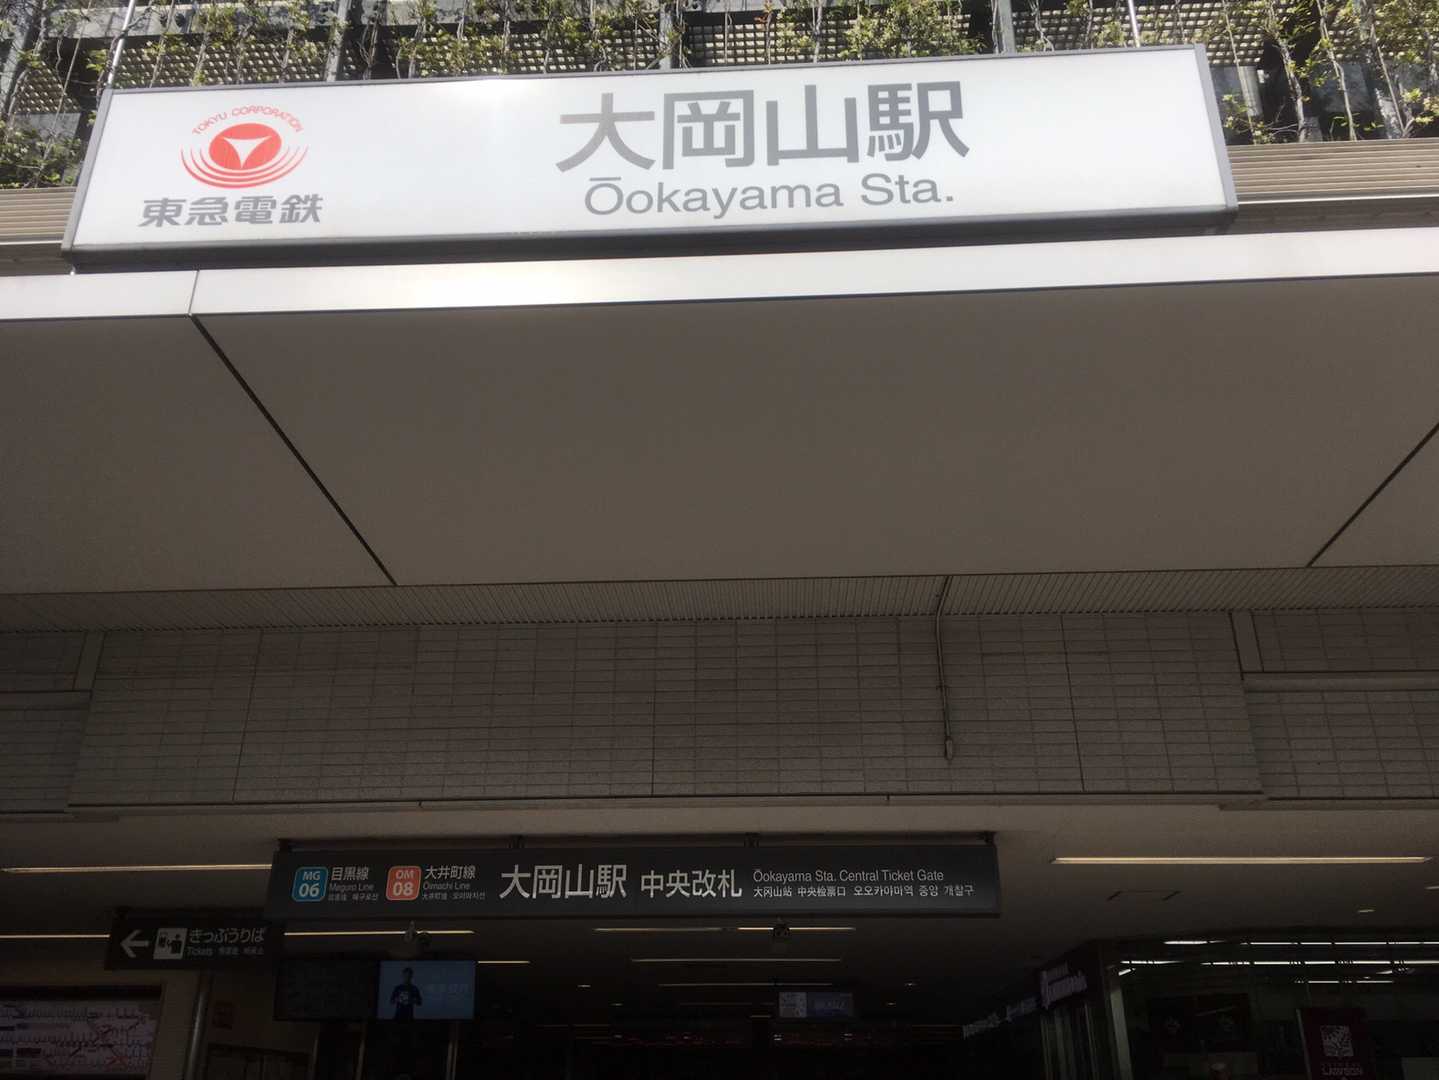 TOKYU CORPORATION
東急電鉄
大岡山駅
Ōokayama Sta.
MG
06
目黒線
Meguro Line
OM
08
大井町線
Oimachi Line
大岡山駅 中央改札
Ōokayama Sta. Central Ticket Gate
大冈山站 中央检票口 오오카야마역 중앙 개찰구
きっぷうりば
Tickets
LAWSON